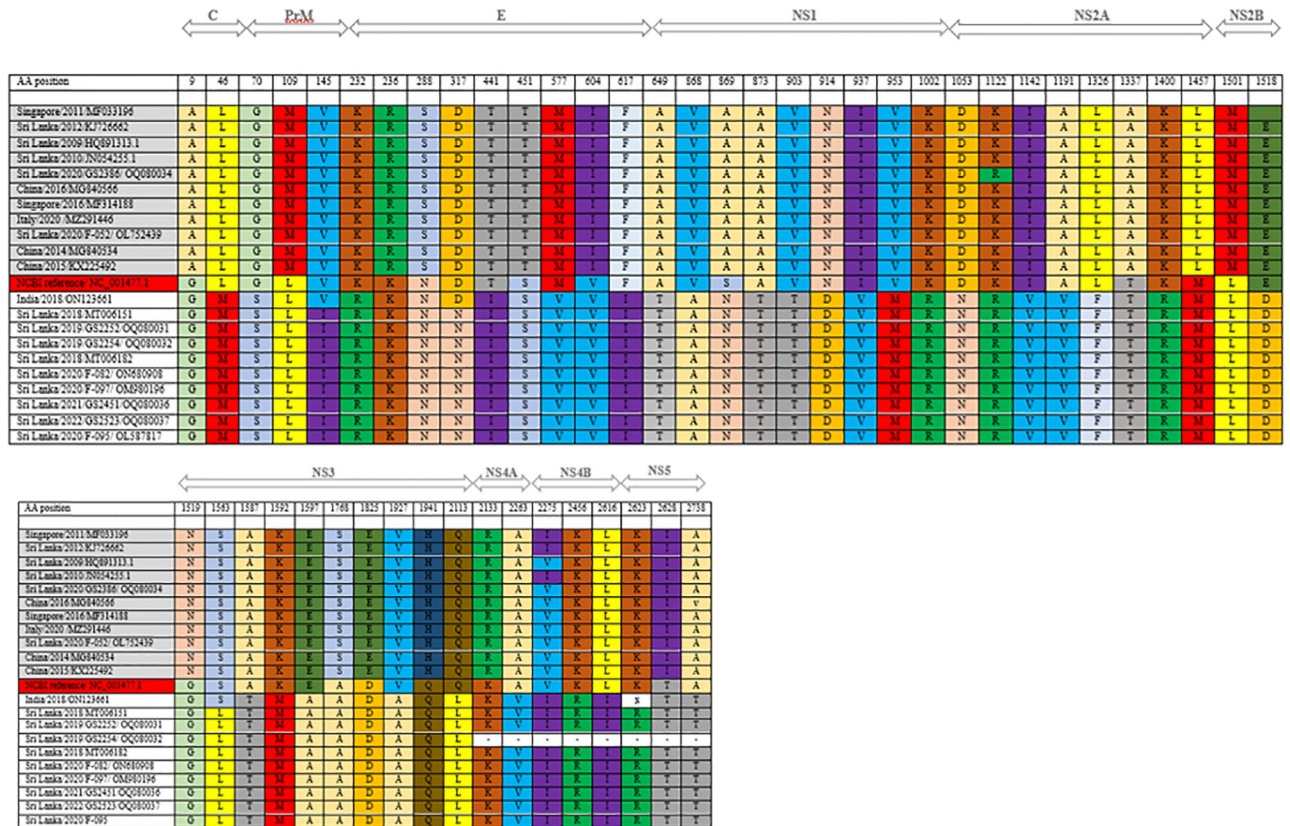 C PrM E NS1 NS2A NS2B
AA position 9 46 70 109 145 232 236 288 317 441 451 577 604 617 649 868 869 873 903 914 937 953 1002 1053 1122 1142 1191 1326 1337 1400 1457 1501 1518
Singapore/2011/MF033196 A L G M V K R S D T T M I F A V A A V N I V K D K I A L A K L M
Sri Lanka/2012/KJ726662 A L G M V K R S D T T M I F A V A A V N I V K D K I A L A K L M E
Sri Lanka/2009/HQ891313.1 A L G M V K R S D T T M I F A V A A V N I V K D K I A L A K L M E
Sri Lanka/2010/JN054255.1 A L G M V K R S D T T M I F A V A A V N I V K D K I A L A K L M E
Sri Lanka/2020/GS2386/ OQ080034 A L G M V K R S D T T M I F A V A A V N I V K D R I A L A K L M E
China/2016/MG840566 A L G M V K R S D T T M I F A V A A V N I V K D K I A L A K L M E
Singapore/2016/MF314188 A L G M V K R S D T T M I F A V A A V N I V K D K I A L A K L M E
Italy/2020 /MZ291446 A L G M V K R S D T T M I F A V A A V N I V K D K I A L A K L M E
Sri Lanka/2020/F-052/ OL752439 A L G M V K R S D T T M I F A V A A V N I V K D K I A L A K L M E
China/2014/MG840534 A L G M V K R S D T T M I F A V A A V N I V K D K I A L A K L M E
China/2015/KX225492 A L G M V K R S D T T M I F A V A A V N I V K D K I A L A K L M E
NCBI reference/ NC_001477.1 G L G L V K K N D T S M V F A V S A V N I V K D K I A L T K M L E
India/2018/ON123661 G M S L V R K N D I S V V I T A N T T D V M R N R V V F T R M L D
Sri Lanka/2018/MT006151 G M S L I R K N N I S V V I T A N T T D V M R N R V V F T R M L D
Sri Lanka/2019/GS2252/OQ080031 G M S L I R K N N I S V V I T A N T T D V M R N R V V F T R M L D
Sri Lanka/2019/GS2254/ OQ080032 G M S L I R K N N I S V V I T A N T T D V M R N R V V F T R M L D
Sri Lanka/2018/MT006182 G M S L I R K N N I S V V I T A N T T D V M R N R V V F T R M L D
Sri Lanka/2020/F-082/ ON680908 G M S L I R K N N I S V V I T A N T T D V M R N R V V F T R M L D
Sri Lanka/2020/F-097/ OM980196 G M S L I R K N N I S V V I T A N T T D V M R N R V V F T R M L D
Sri Lanka/2021/GS2451/OQ080036 G M S L I R K N N I S V V I T A N T T D V M R N R V V F T R M L D
Sri Lanka/2022/GS2523/OQ080037 G M S L I R K N N I S V V I T A N T T D V M R N R V V F T R M L D
Sri Lanka/2020/F-095/ OL587817 G M S L I R K N N I S V V I T A N T T D V M R N R V V F T R M L D
NS3 NS4A NS4B NS5
AA position 1519 1563 1587 1592 1597 1768 1825 1927 1941 2113 2133 2263 2275 2456 2616 2623 2628 2738
Singapore/2011/MF033196 N S A K E S E V H Q R A I K L K I A
Sri Lanka/2012/KJ726662 N S A K E S E V H Q R A I K L K I A
Sri Lanka/2009/HQ891313.1 N S A K E S E V H Q R A V K L K I A
Sri Lanka/2010/JN054255.1 N S A K E S E V H Q R A I K L K I A
Sri Lanka/2020/GS2386/ OQ080034 N S A K E S E V H Q R A V K L K I A
China/2016/MG840566 N S A K E S E V H Q R A V K L K I v
Singapore/2016/MF314188 N S A K E S E V H Q R A V K L K I A
Italy/2020 /MZ291446 N S A K E S E V H Q R A V K L K I A
Sri Lanka/2020/F-052/ OL752439 N S A K E S E V H Q R A V K L K I A
China/2014/MG840534 N S A K E S E V H Q R A V K L K I A
China/2015/KX225492 N S A K E S E V H Q R A V K L K I A
NCBI reference/ NC_001477.1 G S T K E A D V Q Q K A V K L K T A
India/2018/ON123661 G S T M A A D A Q L K V I R I x T T
Sri Lanka/2018/MT006151 G L T M A A D A Q L K V I R I R T T
Sri Lanka/2019/GS2252/ OQ080031 G L T M A A D A Q L K V I R I R T T
Sri Lanka/2019/GS2254/ OQ080032 G L T M A A D A Q L - - - - - - - -
Sri Lanka/2018/MT006182 G L T M A A D A Q L K V I R I R T T
Sri Lanka/2020/F-082/ ON680908 G L T M A A D A Q L K V I R I R T T
Sri Lanka/2020/F-097/ OM980196 G L T M A A D A Q L K V I R I R T T
Sri Lanka/2021/GS2451/OQ080036 G L T M A A D A Q L K V I R I R T T
Sri Lanka/2022/GS2523/OQ080037 G L T M A A D A Q L K V I R I R T T
Sri Lanka/2020/F-095 G L T M A A D A Q L K V I R I R T T